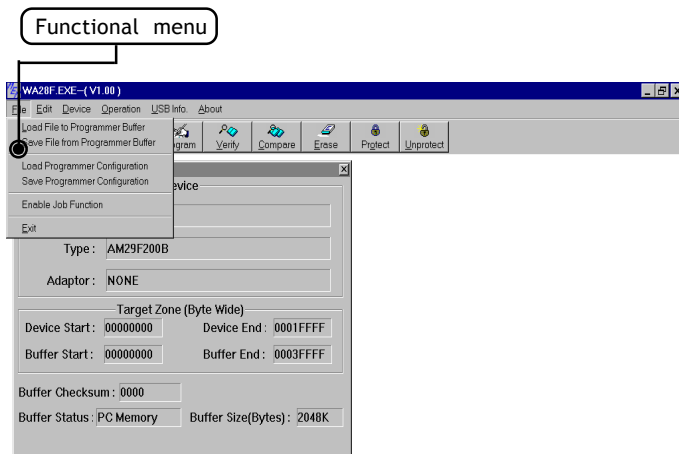 Functional menu
WA28F.EXE--( V1.00 )
File Edit Device Operation USB Info. About
Load File to Programmer Buffer
Save File from Programmer Buffer
Load Programmer Configuration
Save Programmer Configuration
Enable Job Function
Exit
Verify Compare Erase Protect Unprotect
Type : AM29F200B
Adaptor : NONE
Target Zone (Byte Wide)
Device Start : 00000000 Device End : 0001FFFF
Buffer Start : 00000000 Buffer End : 0003FFFF
Buffer Checksum : 0000
Buffer Status : PC Memory Buffer Size(Bytes) : 2048K